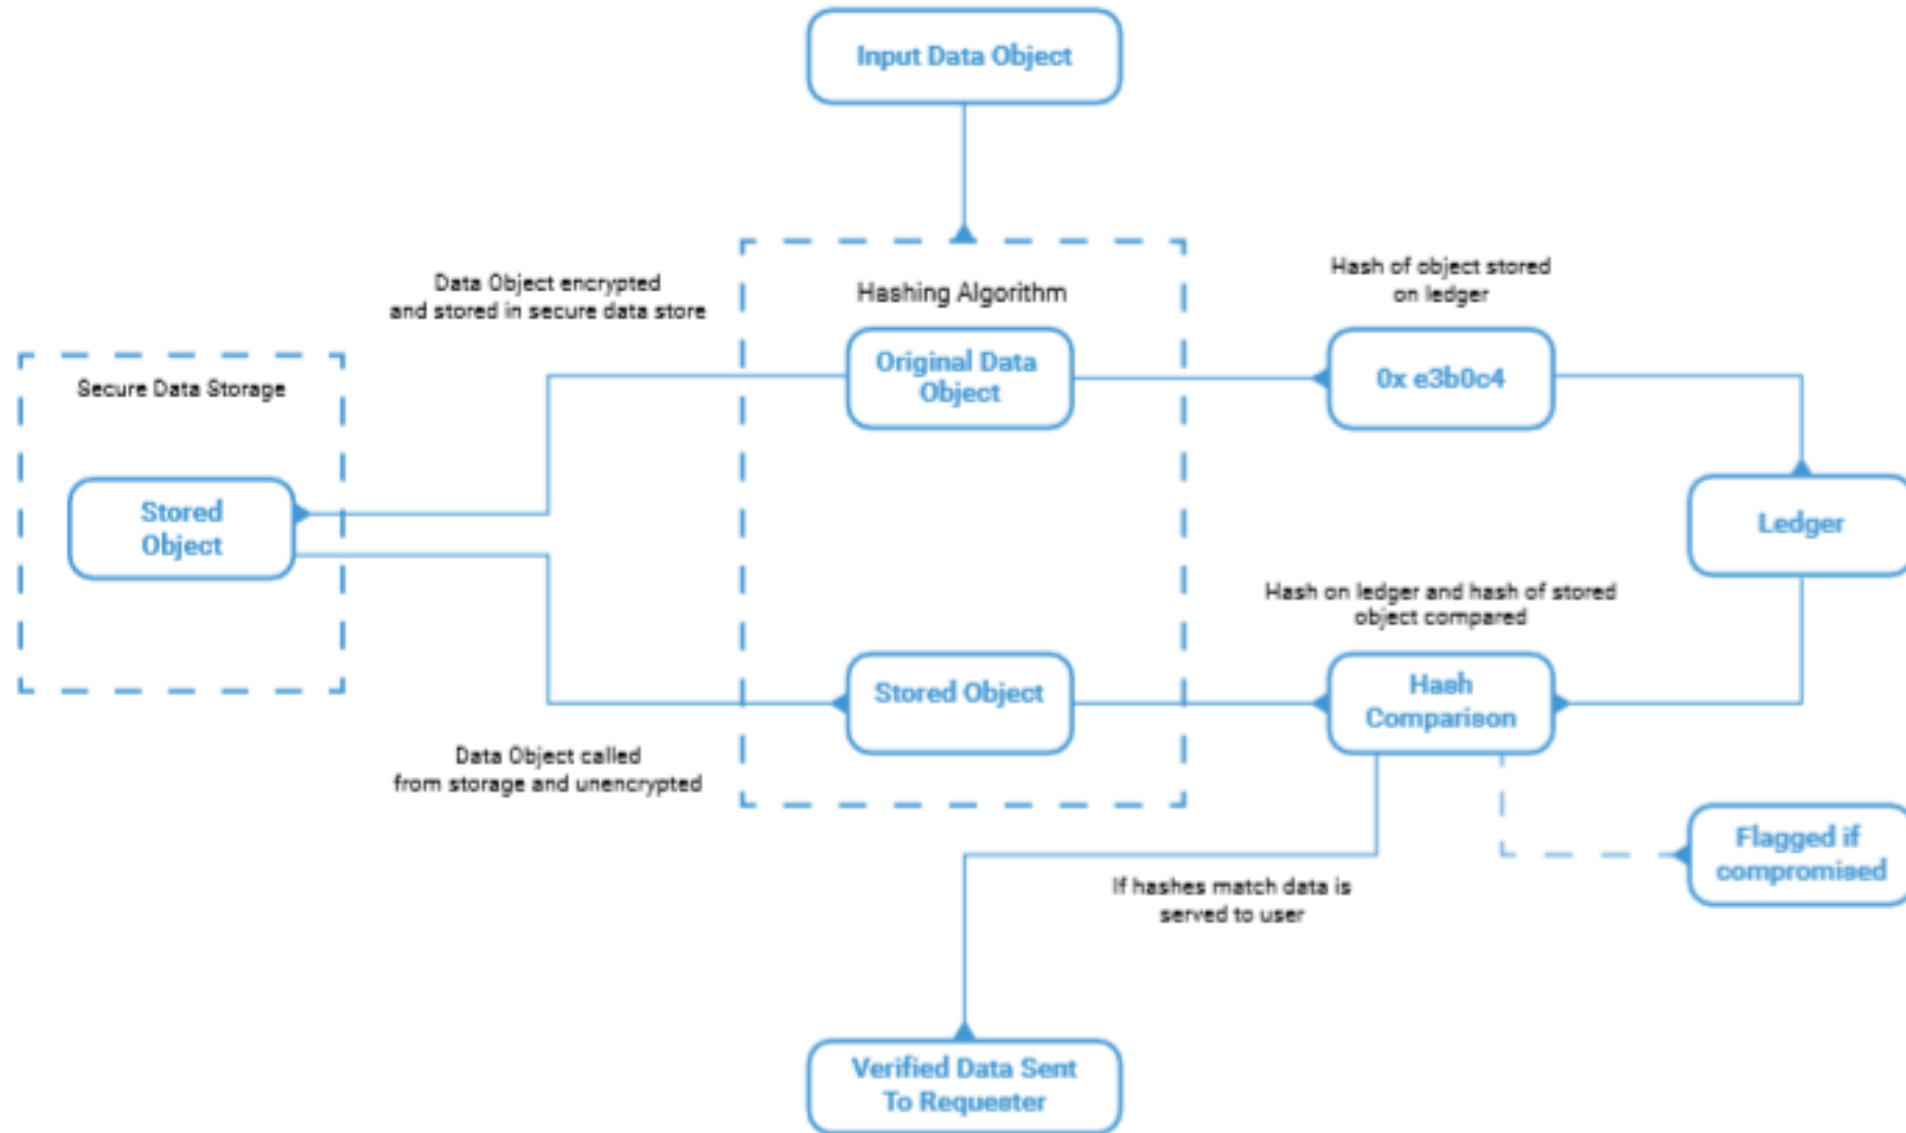 Input Data Object
Data Object encrypted
and stored in secure data store
Hashing Algorithm
Hash of object stored
on ledger
Secure Data Storage
Original Data
Object
0x e3b0c4
Stored
Object
Ledger
Hash on ledger and hash of stored
object compared
Stored Object
Hash
Comparison
Data Object called
from storage and unencrypted
Flagged if
compromised
If hashes match data is
served to user
Verified Data Sent
To Requester